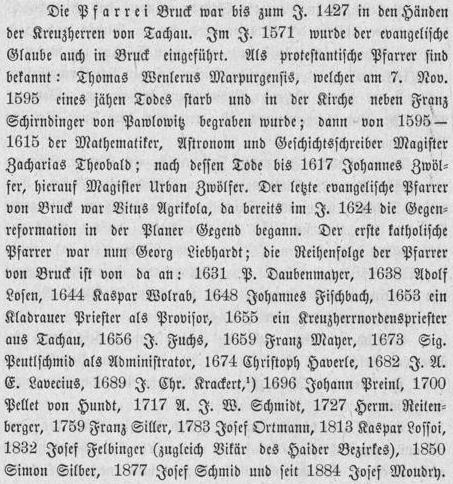 Die Pfarrei Bruck war bis zum J. 1427 in den Händen
der Kreuzherren von Tachau. Im J. 1571 wurde der evangelische
Glaube auch in Bruck eingeführt. Als protestantische Pfarrer sind
bekannt: Thomas Wenlerus Marpurgensis, welcher am 7. Nov.
1595 eines jähen Todes starb und in der Kirche neben Franz
Schirndinger von Pawlowitz begraben wurde; dann von 1595—
1615 der Mathematiker, Astronom und Geschichtsschreiber Magister
Zacharias Theobald; nach dessen Tode bis 1617 Johannes Zwöl-
fer, hierauf Magister Urban Zwölfer. Der letzte evangelische Pfarrer
von Bruck war Vitus Agrikola, da bereits im J. 1624 die Gegen-
reformation in der Planer Gegend begann. Der erste katholische
Pfarrer war nun Georg Liebhardt; die Reihenfolge der Pfarrer
von Bruck ist von da an: 1631 P. Daubenmayer, 1638 Adolf
Losen, 1644 Kaspar Wolrab, 1648 Johannes Fischbach, 1653 ein
Kladrauer Priester als Provisor, 1655 ein Kreuzherrnordenspriester
aus Tachau, 1656 J. Fuchs, 1659 Franz Mayer, 1673 Sig.
Peutlschmid als Administrator, 1674 Christoph Haverle, 1682 J. A.
E. Lavecius, 1689 J. Chr. Krackert,¹) 1696 Johann Preinl, 1700
Pellet von Hundt, 1717 A. J. W. Schmidt, 1727 Herm. Reiten-
berger, 1759 Franz Siller, 1783 Josef Ortmann, 1813 Kaspar Lossoi,
1832 Josef Felbinger (zugleich Vikär des Haider Bezirkes), 1850
Simon Silber, 1877 Josef Schmid und seit 1884 Josef Moudry.